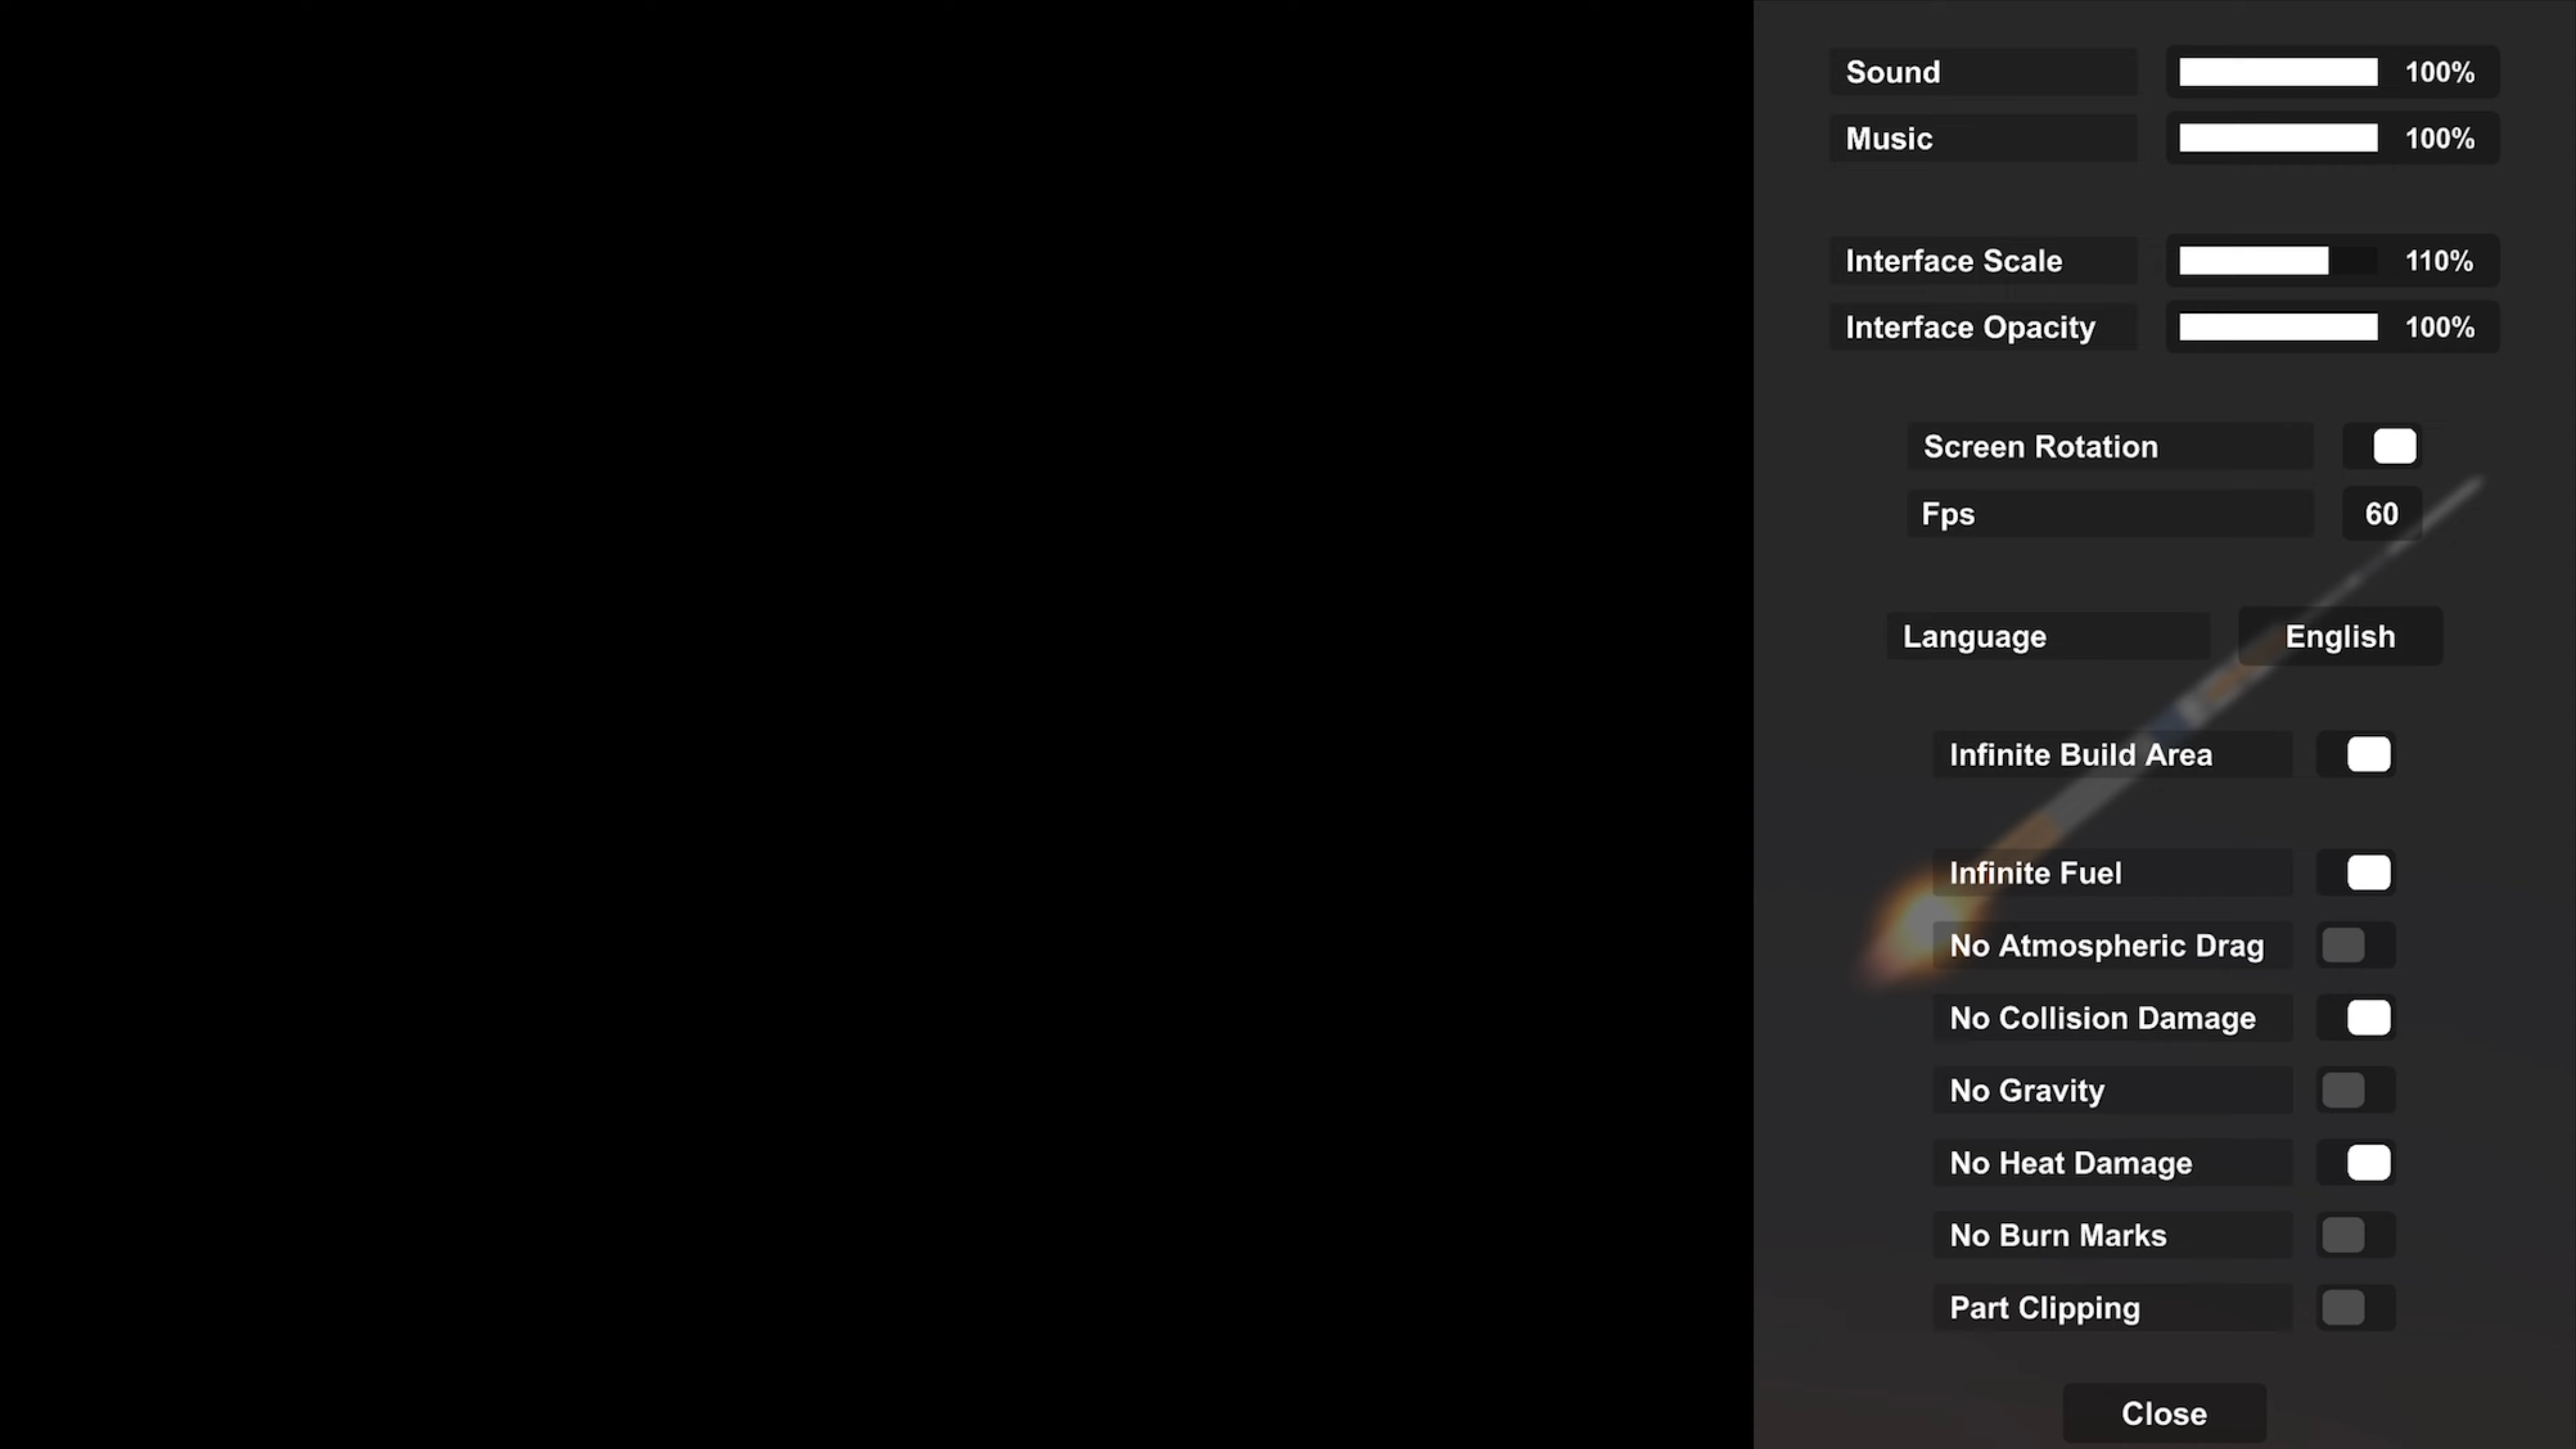 Sound 100%
Music 100%
Interface Scale 110%
Interface Opacity 100%
Screen Rotation
Fps 60
Language English
Infinite Build Area
Infinite Fuel
No Atmospheric Drag
No Collision Damage
No Gravity
No Heat Damage
No Burn Marks
Part Clipping
Close